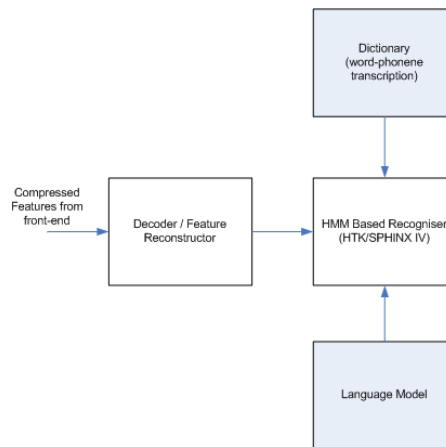 Dictionary
(word-phonene
transcription)
Compressed
Features from
front-end
Decoder / Feature
Reconstructor
HMM Based Recogniser
(HTK/SPHINX IV)
Language Model